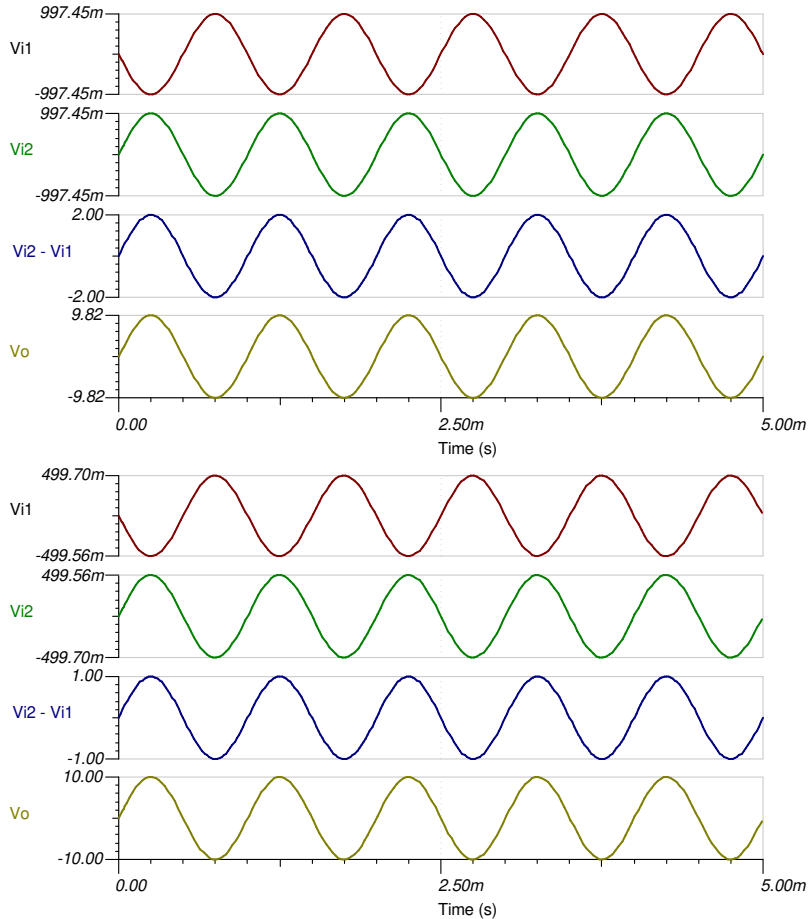 997.45m
Vi1
-997.45m
997.45m
Vi2
-997.45m
2.00
Vi2 - Vi1
-2.00
9.82
Vo
-9.82
0.00 2.50m 5.00m
Time (s)
499.70m
Vi1
-499.56m
499.56m
Vi2
-499.70m
1.00
Vi2 - Vi1
-1.00
10.00
Vo
-10.00
0.00 2.50m 5.00m
Time (s)